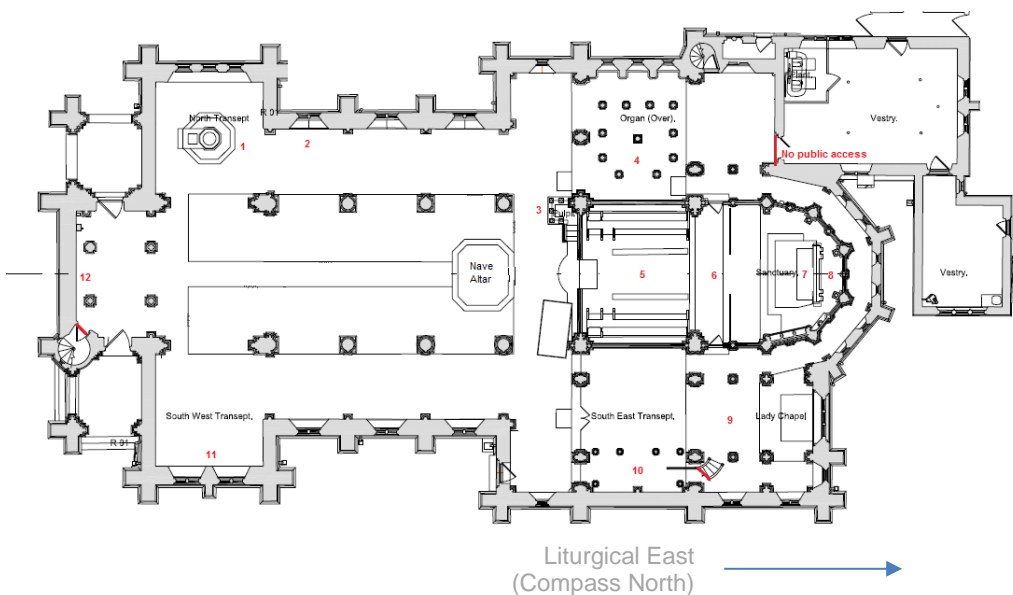 R 01
North Transept
1
2
Organ (Over).
4
Plant.
Vestry.
No public access
3
Pulpit
12
Nave
Altar
5
6
Sanctuary.
7
8
Vestry.
South West Transept.
R 01
11
South East Transept.
10
9
Lady Chapel
Liturgical East
(Compass North)